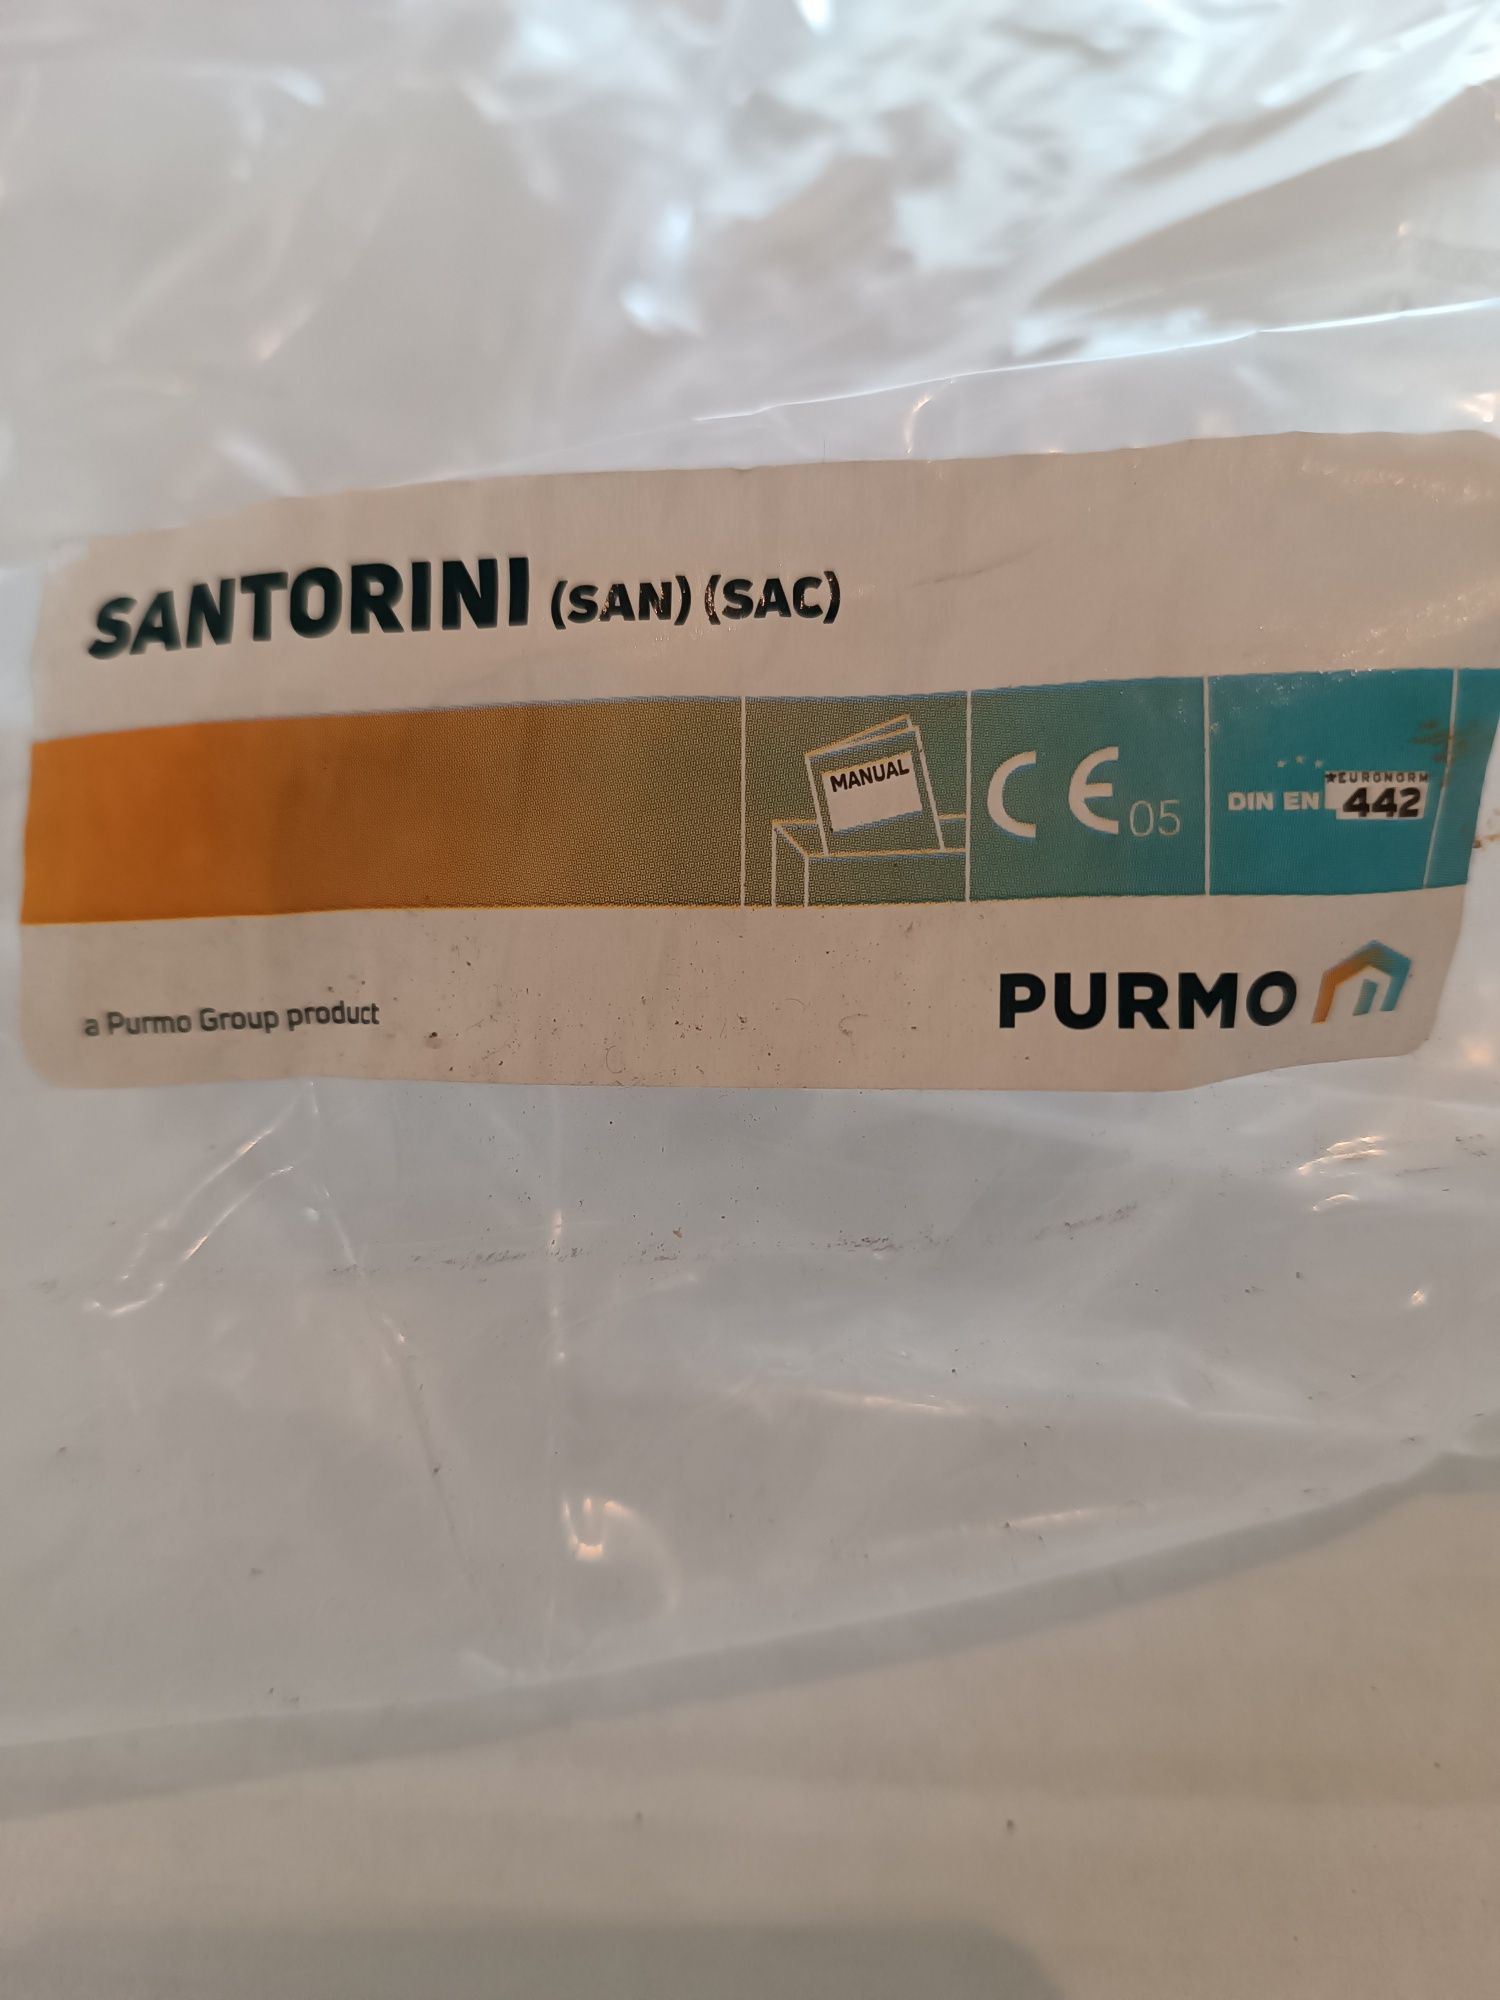 SANTORINI (SAN) (SAC)
MANUAL
CE 05
DIN EN
EURONORM
442
a Purmo Group product
PURMO